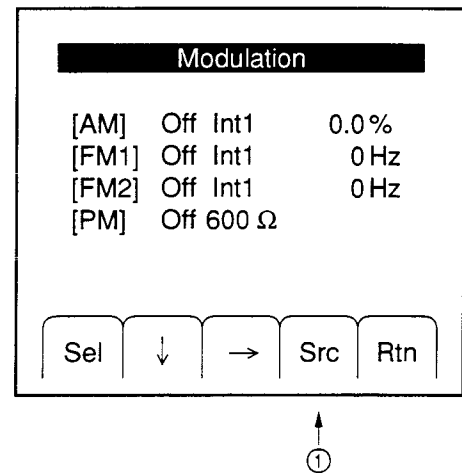 Modulation
[AM] Off Int1 0.0 %
[FM1] Off Int1 0 Hz
[FM2] Off Int1 0 Hz
[PM] Off 600 Ω
Sel ↓ → Src Rtn
①